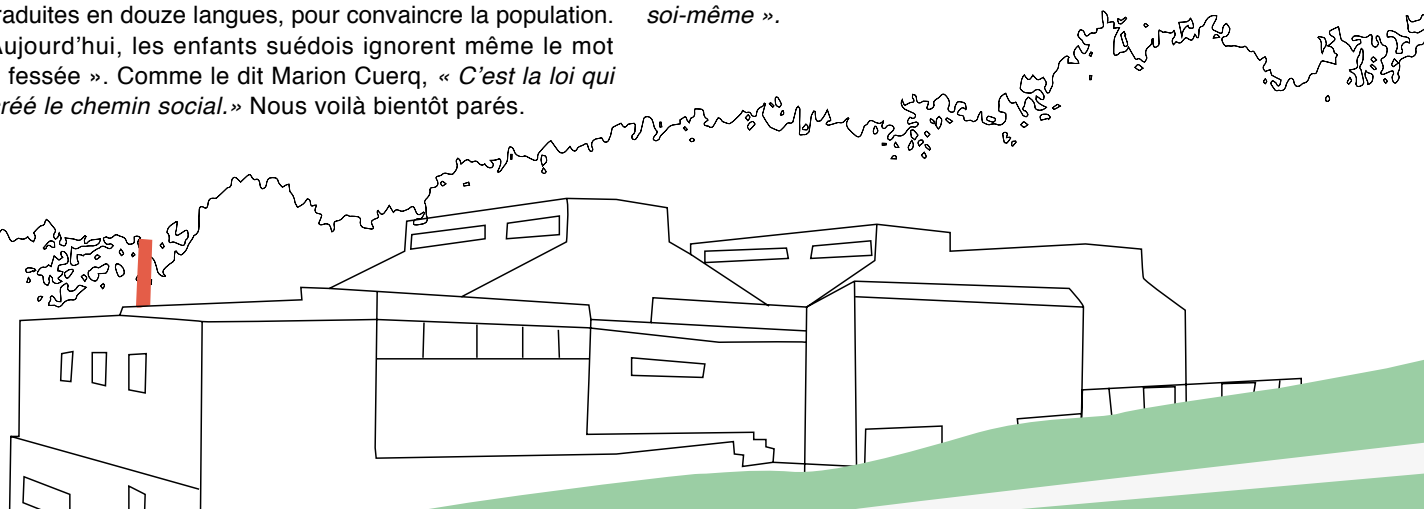 raduites en douze langues, pour convaincre la population.
Aujourd'hui, les enfants suédois ignorent même le mot
fessée ». Comme le dit Marion Cuerq, « C'est la loi qui
réé le chemin social.» Nous voilà bientôt parés.
soi-même ».